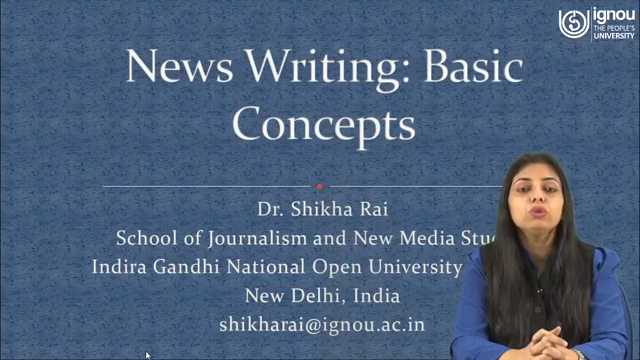 ignou
THE PEOPLE'S
UNIVERSITY
News Writing: Basic
Concepts
Dr. Shikha Rai
School of Journalism and New Media
Indira Gandhi National Open University
New Delhi, India
shikharai@ignou.ac.in